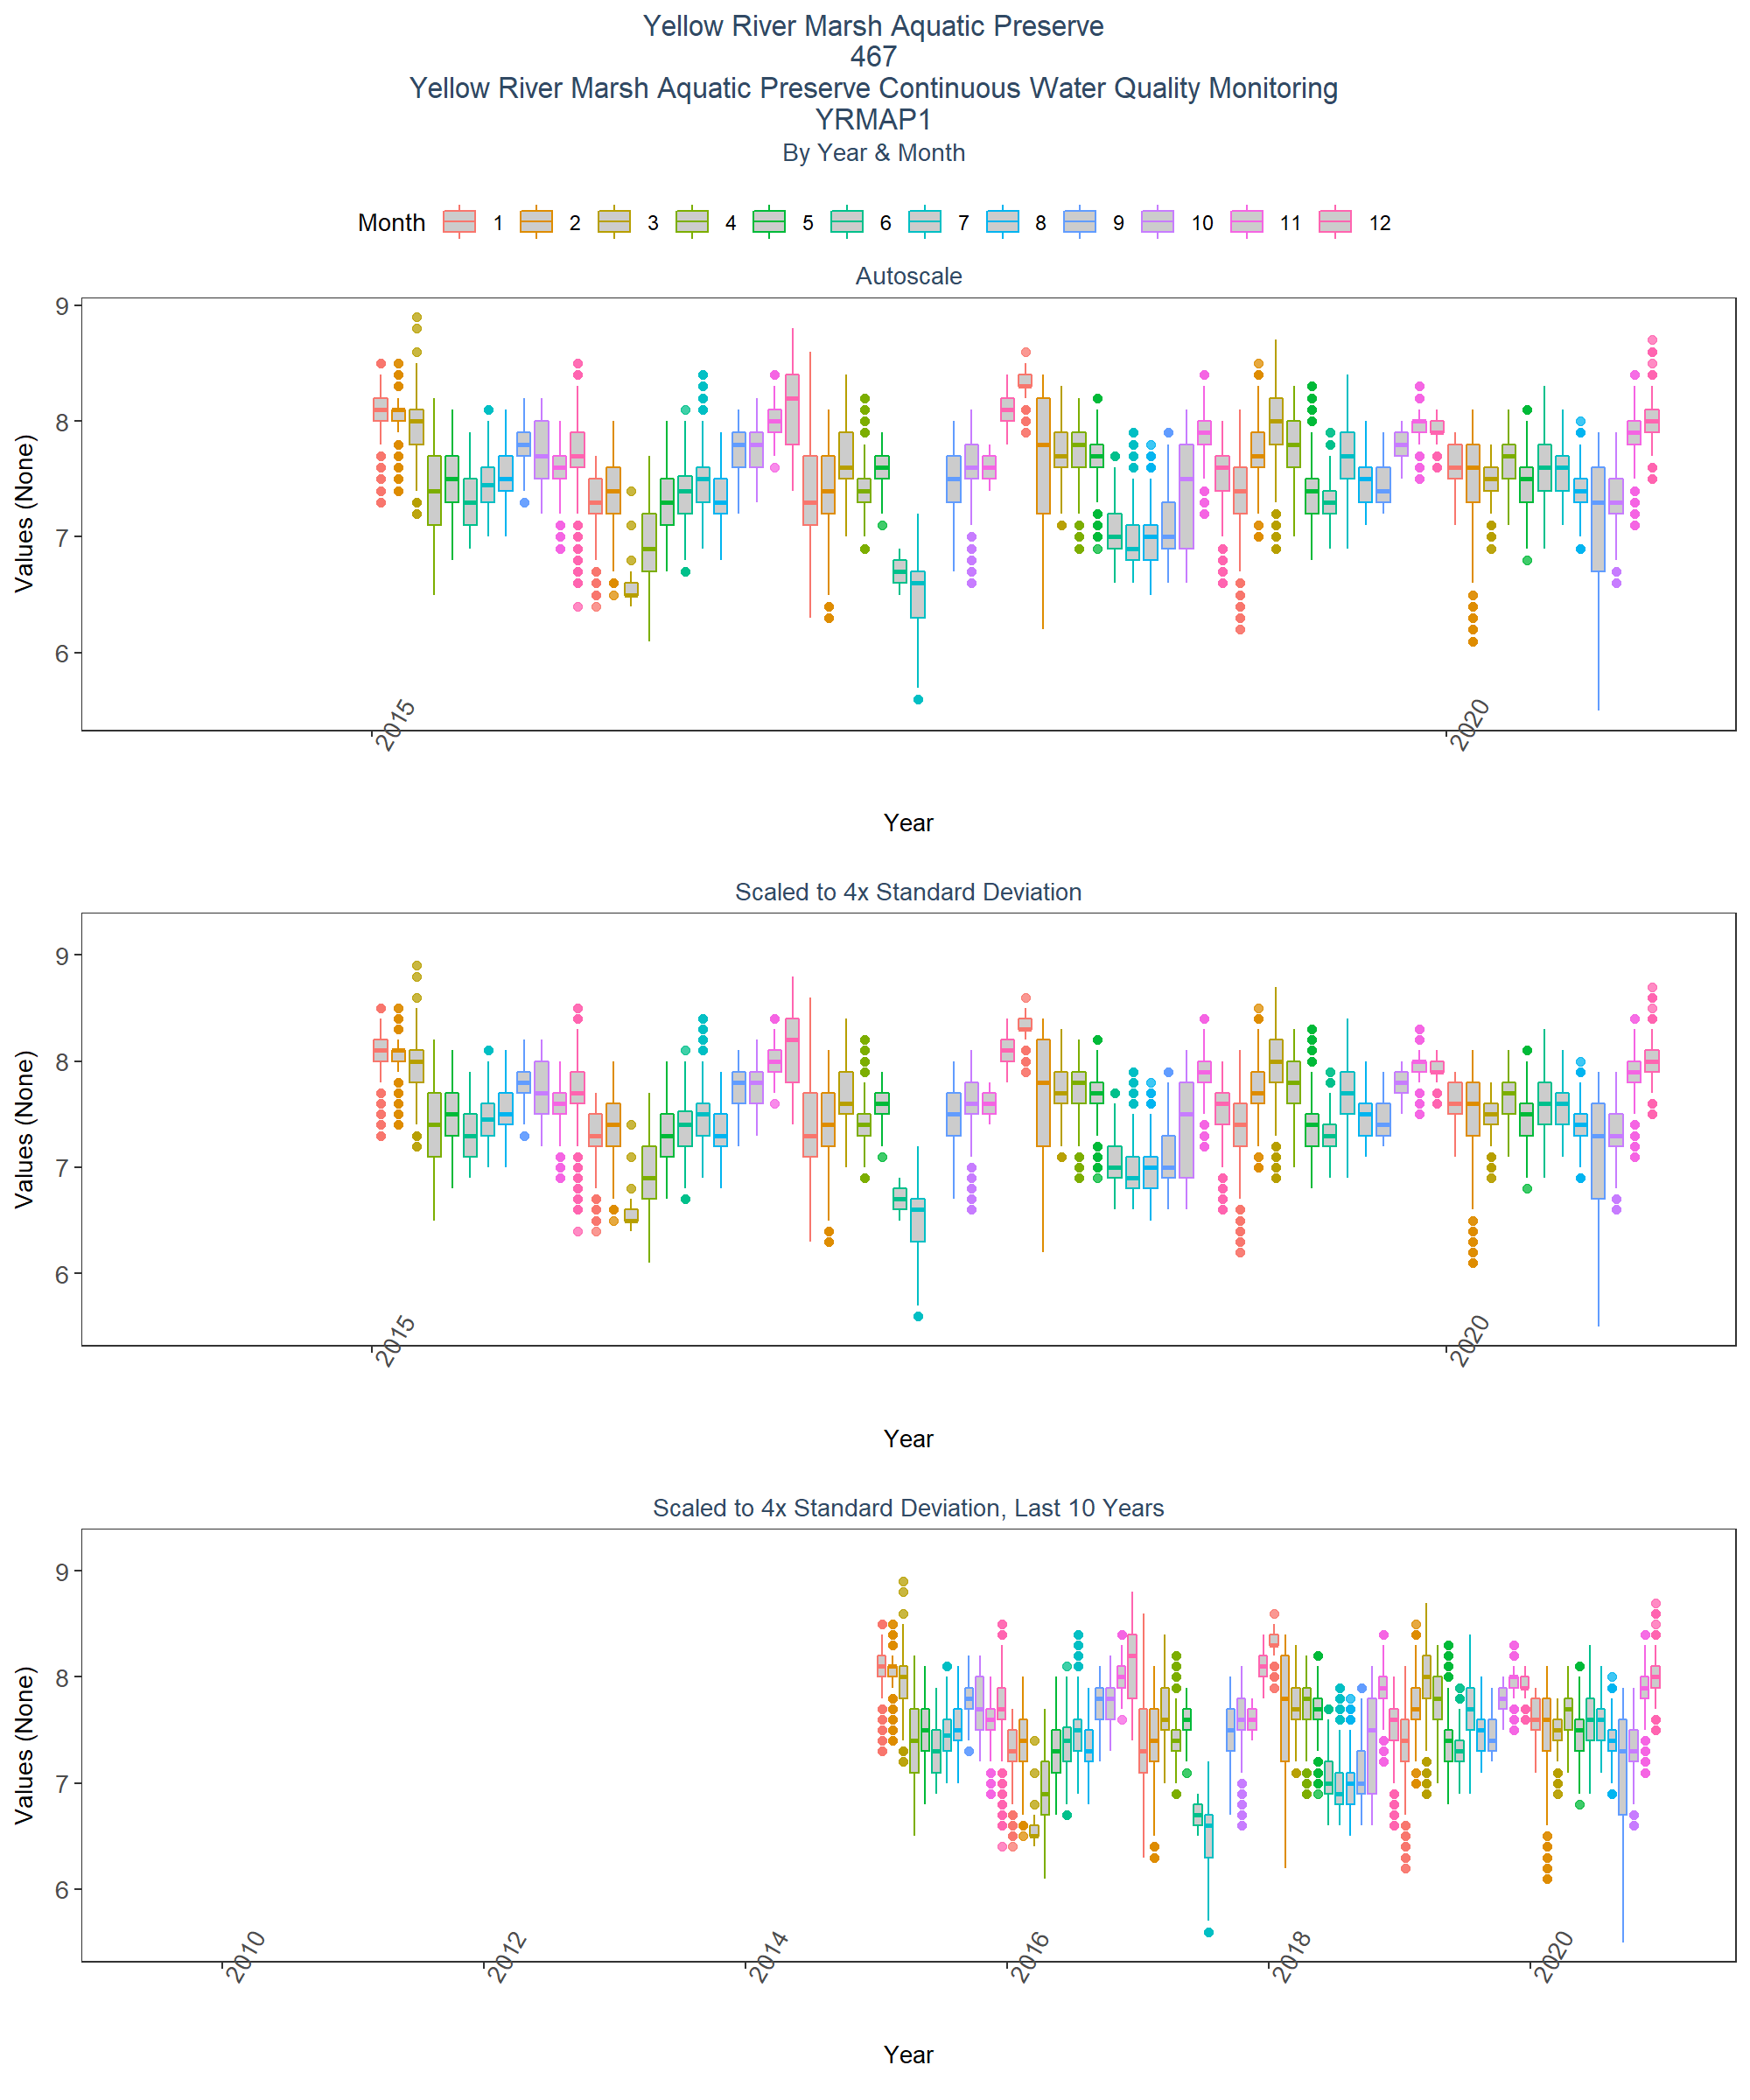 Yellow River Marsh Aquatic Preserve
467
Yellow River Marsh Aquatic Preserve Continuous Water Quality Monitoring
YRMAP1
By Year & Month
Month 1 2 3 4 5 6 7 8 9 10 11 12
Autoscale
9
8
7
6
Values (None)
2015 2020
Year
Scaled to 4x Standard Deviation
9
8
7
6
Values (None)
2015 2020
Year
Scaled to 4x Standard Deviation, Last 10 Years
9
8
7
6
Values (None)
2010 2012 2014 2016 2018 2020
Year